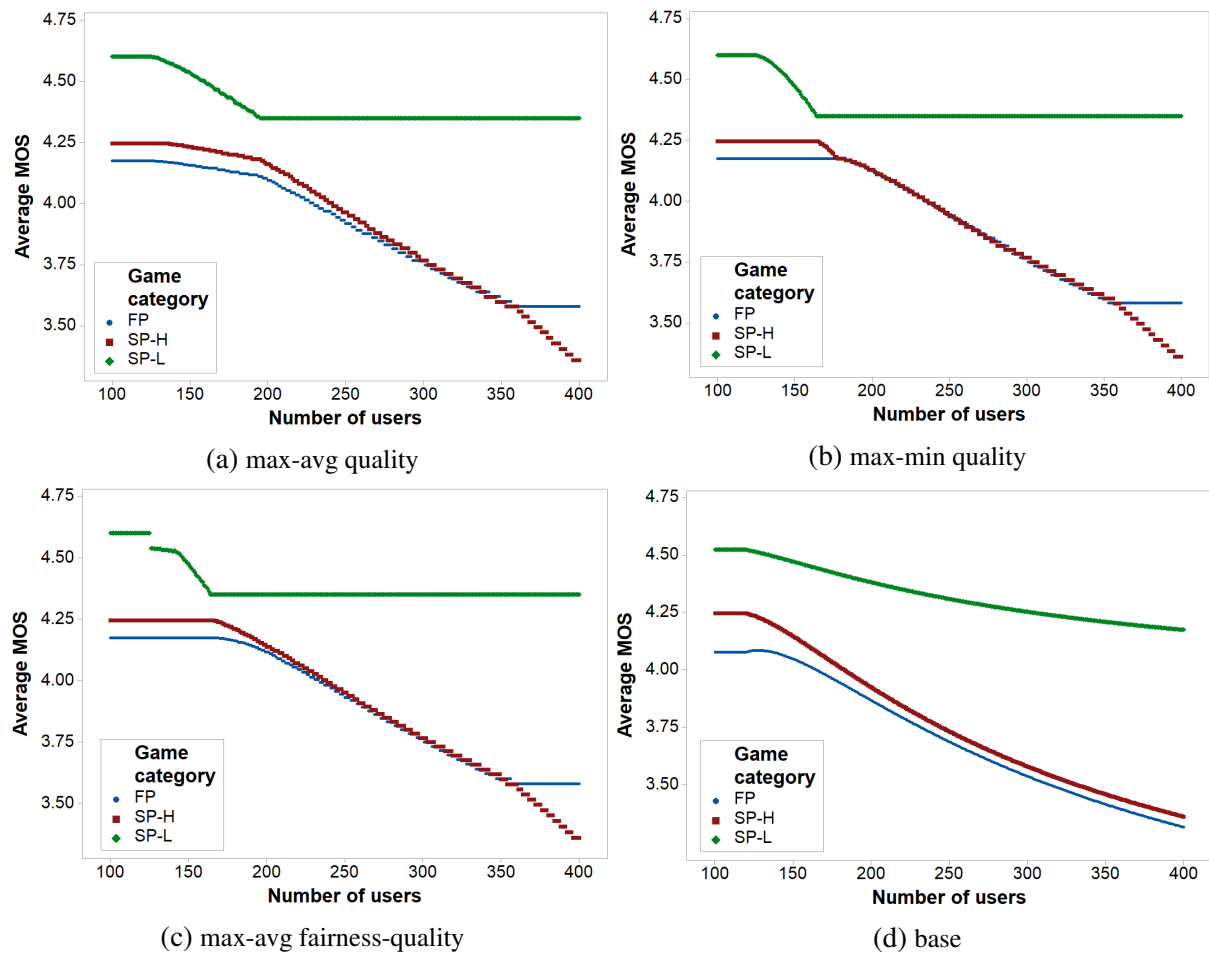 4.75
4.50
4.25
4.00
3.75
3.50
Average MOS
Game
category
FP
SP-H
SP-L
100 150 200 250 300 350 400
Number of users
(a) max-avg quality
4.75
4.50
4.25
4.00
3.75
3.50
Average MOS
Game
category
FP
SP-H
SP-L
100 150 200 250 300 350 400
Number of users
(b) max-min quality
4.75
4.50
4.25
4.00
3.75
3.50
Average MOS
Game
category
FP
SP-H
SP-L
100 150 200 250 300 350 400
Number of users
(c) max-avg fairness-quality
4.75
4.50
4.25
4.00
3.75
3.50
Average MOS
Game
category
FP
SP-H
SP-L
100 150 200 250 300 350 400
Number of users
(d) base